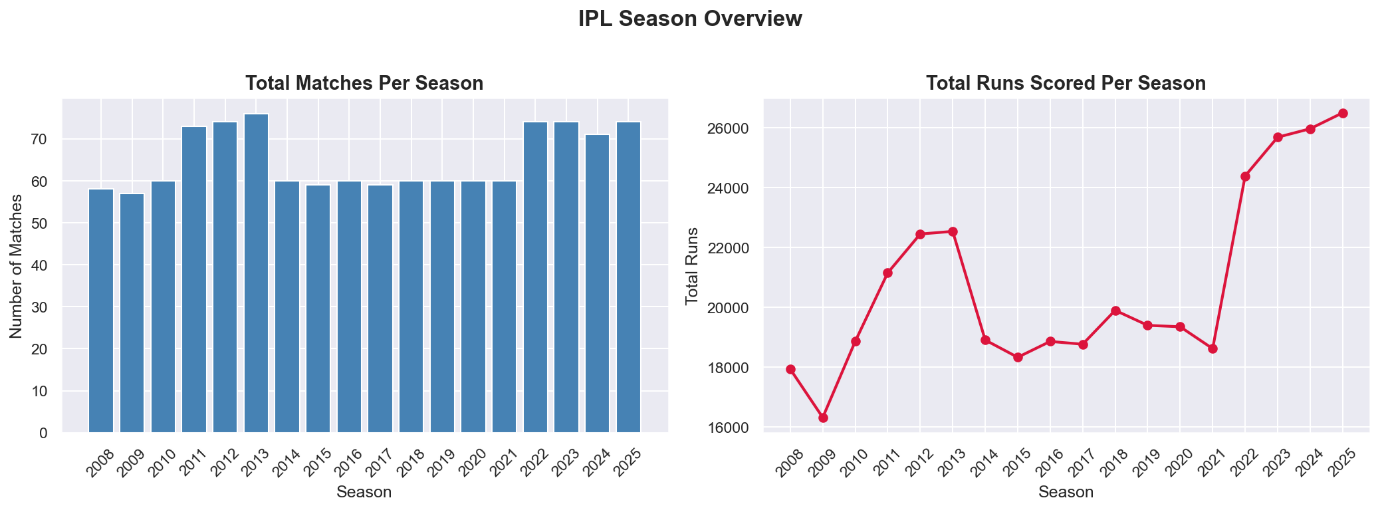 IPL Season Overview
Total Matches Per Season
Number of Matches
70
60
50
40
30
20
10
0
2008 2009 2010 2011 2012 2013 2014 2015 2016 2017 2018 2019 2020 2021 2022 2023 2024 2025
Season
Total Runs Scored Per Season
Total Runs
26000
24000
22000
20000
18000
16000
2008 2009 2010 2011 2012 2013 2014 2015 2016 2017 2018 2019 2020 2021 2022 2023 2024 2025
Season